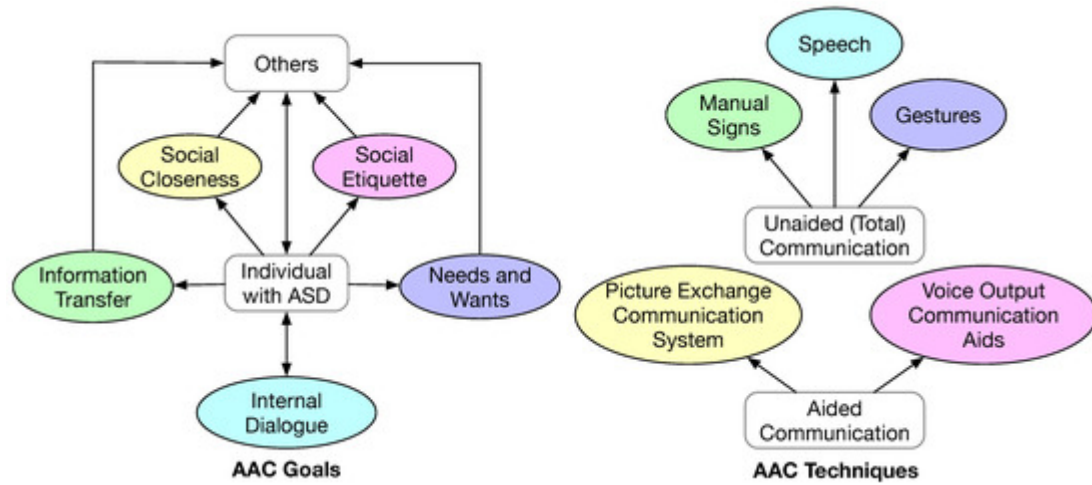 Others
Social
Closeness
Social
Etiquette
Information
Transfer
Individual
with ASD
Needs and
Wants
Internal
Dialogue
AAC Goals
Speech
Manual
Signs
Gestures
Unaided (Total)
Communication
Picture Exchange
Communication
System
Voice Output
Communication
Aids
Aided
Communication
AAC Techniques